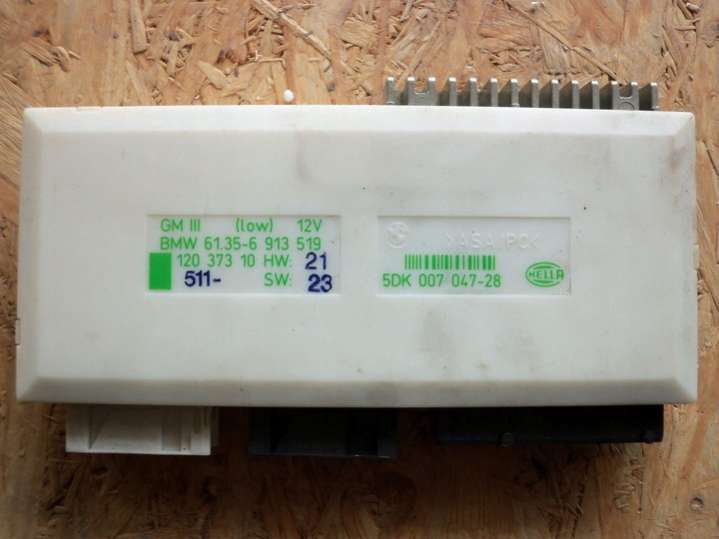 GM III (low) 12V
BMW 61.35-6 913 519
120 373 10 HW: 21
511- SW: 23
5DK 007 047-28
HELLA